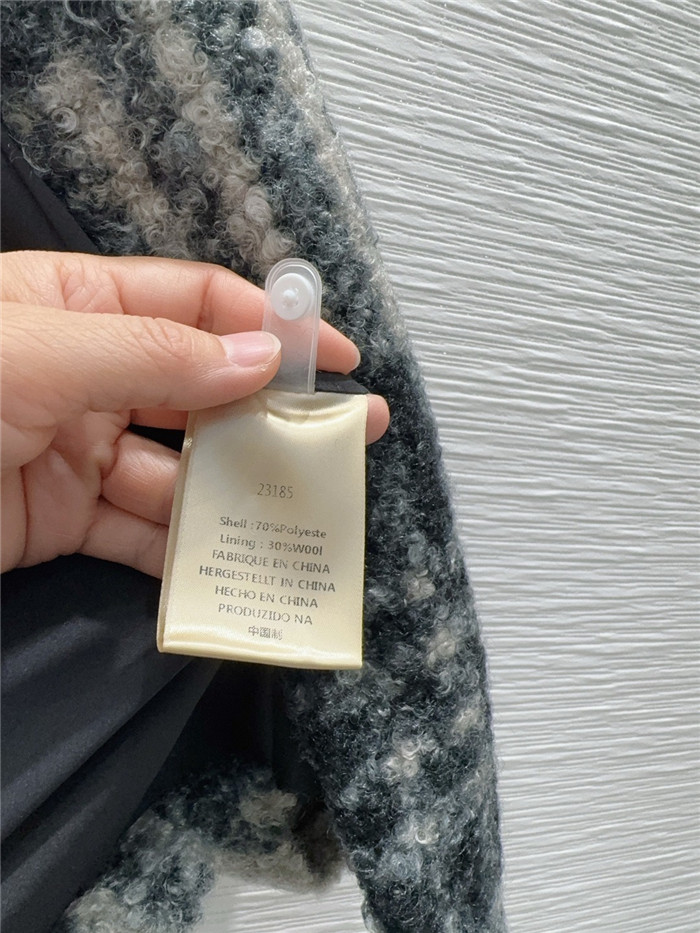 23185
Shell :70%Polyeste
Lining : 30%WOOl
FABRIQUE EN CHINA
HERGESTELLT IN CHINA
HECHO EN CHINA
PRODUZIDO NA
中国制